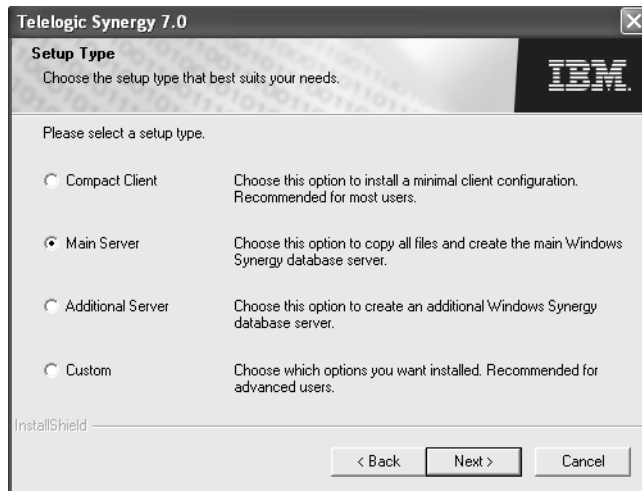 Telelogic Synergy 7.0
Setup Type
Choose the setup type that best suits your needs.
IBM.
Please select a setup type.
Compact Client
Choose this option to install a minimal client configuration.
Recommended for most users.
Main Server
Choose this option to copy all files and create the main Windows
Synergy database server.
Additional Server
Choose this option to create an additional Windows Synergy
database server.
Custom
Choose which options you want installed. Recommended for
advanced users.
InstallShield
< Back
Next >
Cancel